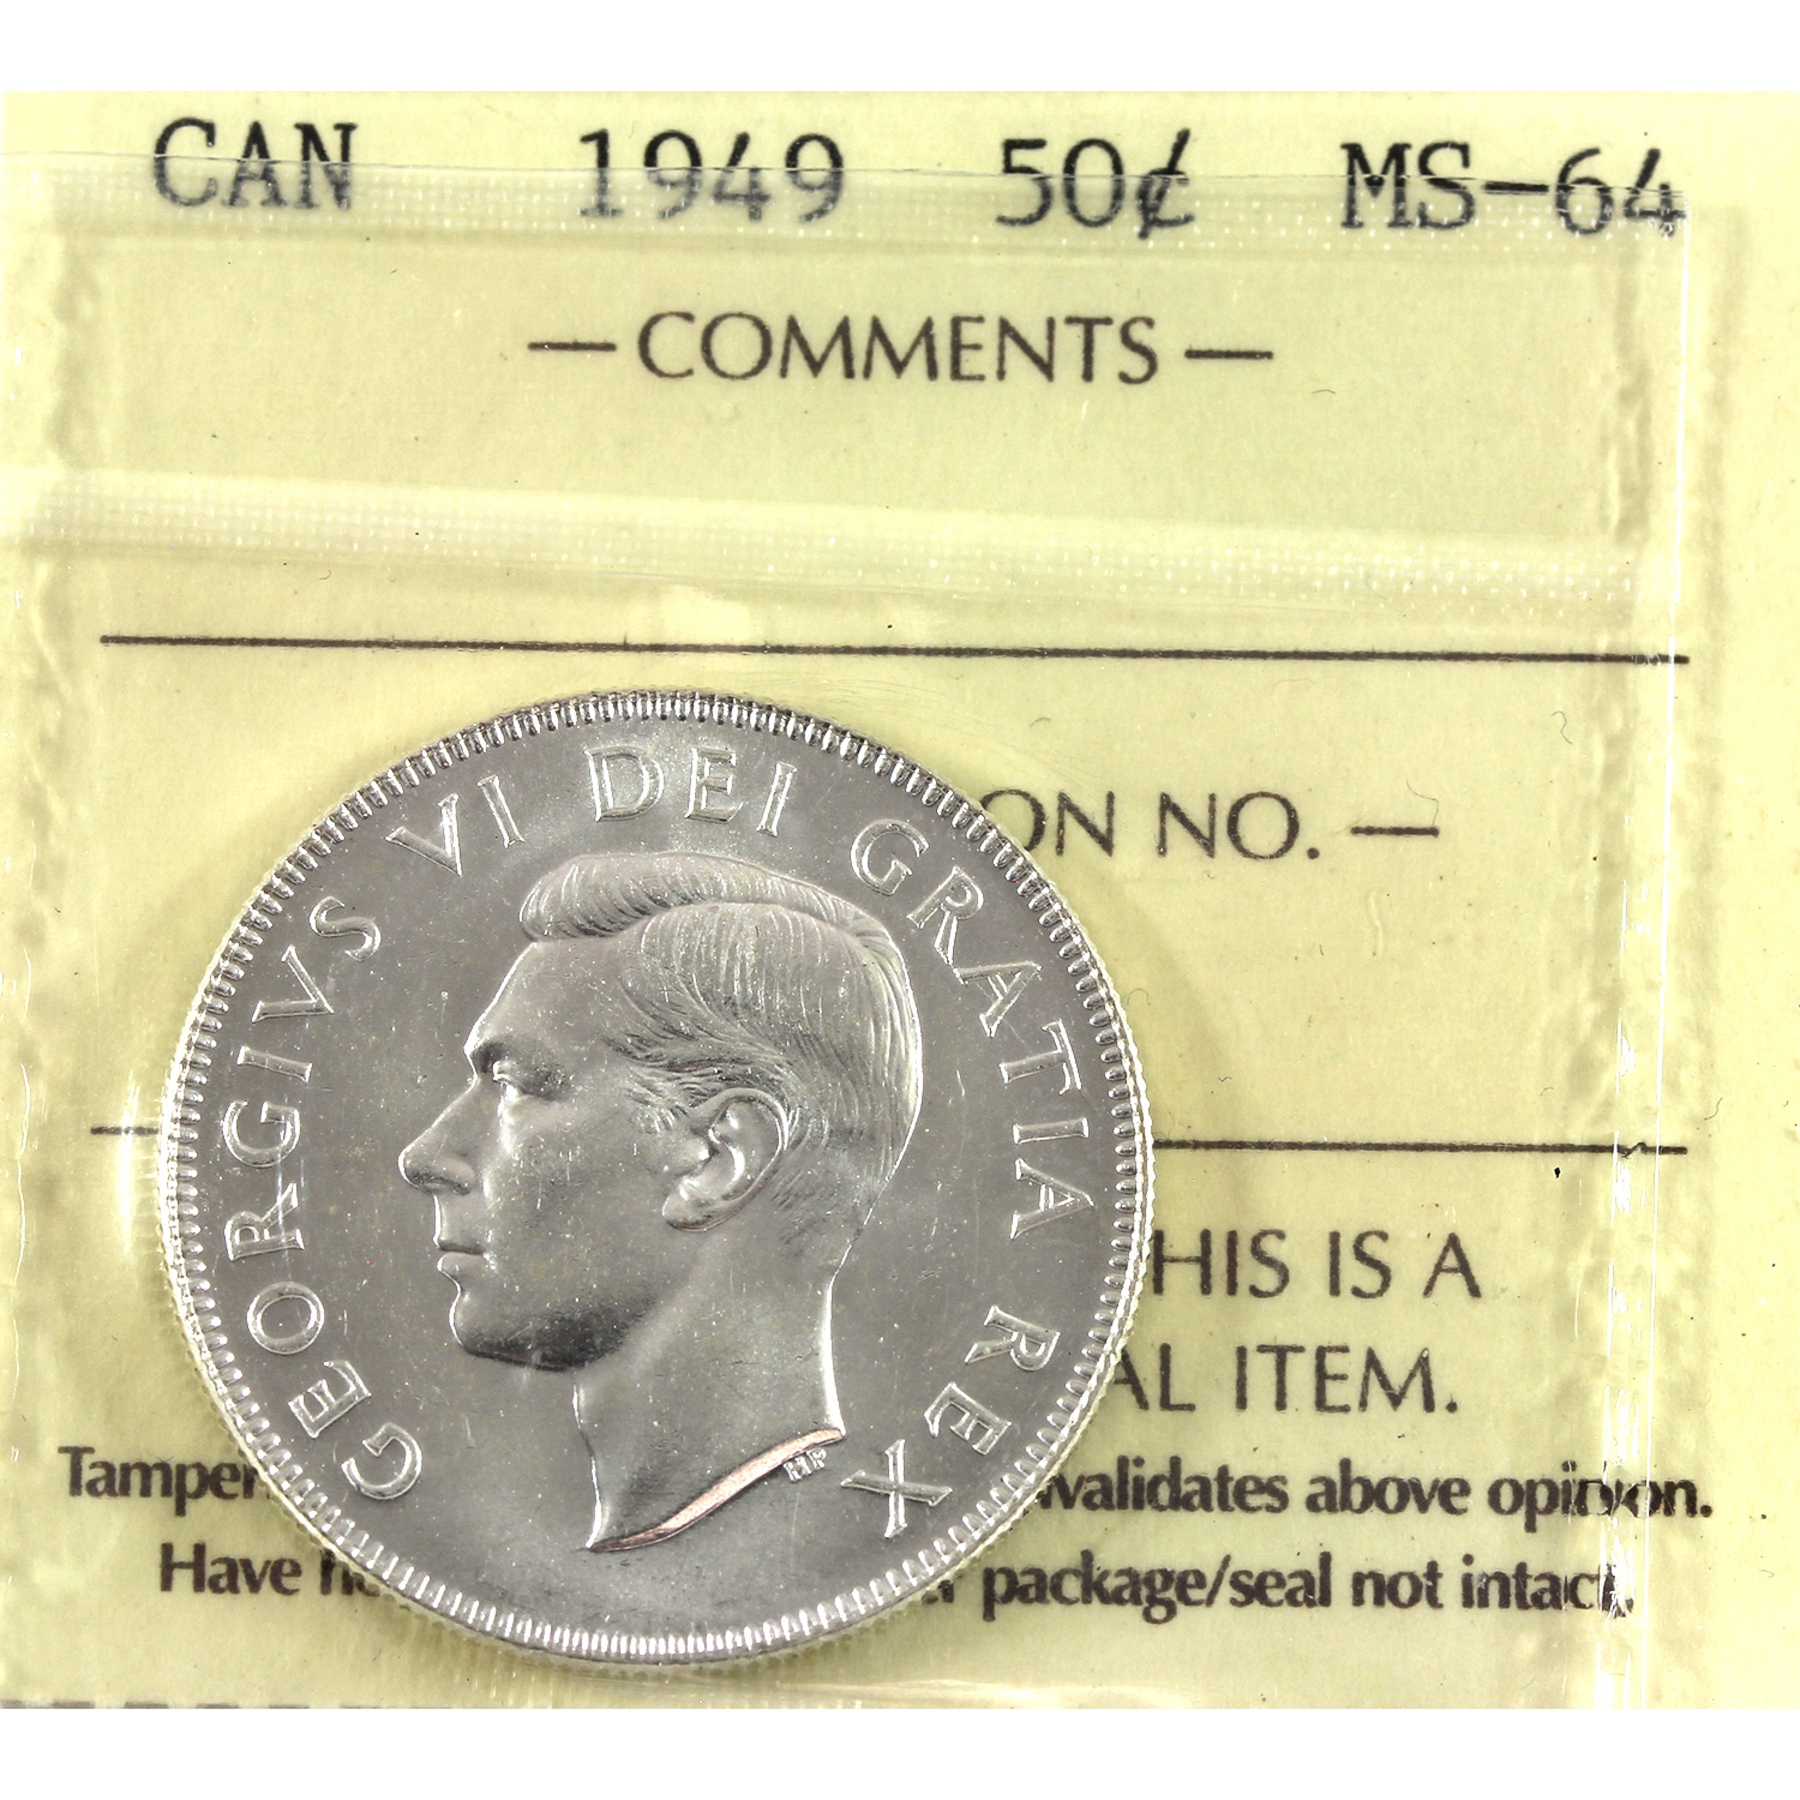 CAN 1949 50¢ MS-64
— COMMENTS —
ON NO. —
GEORGIVS VI DEI GRATIA REX
HP
HIS IS A
AL ITEM.
Tamper validates above opinion.
Have package/seal not intact.